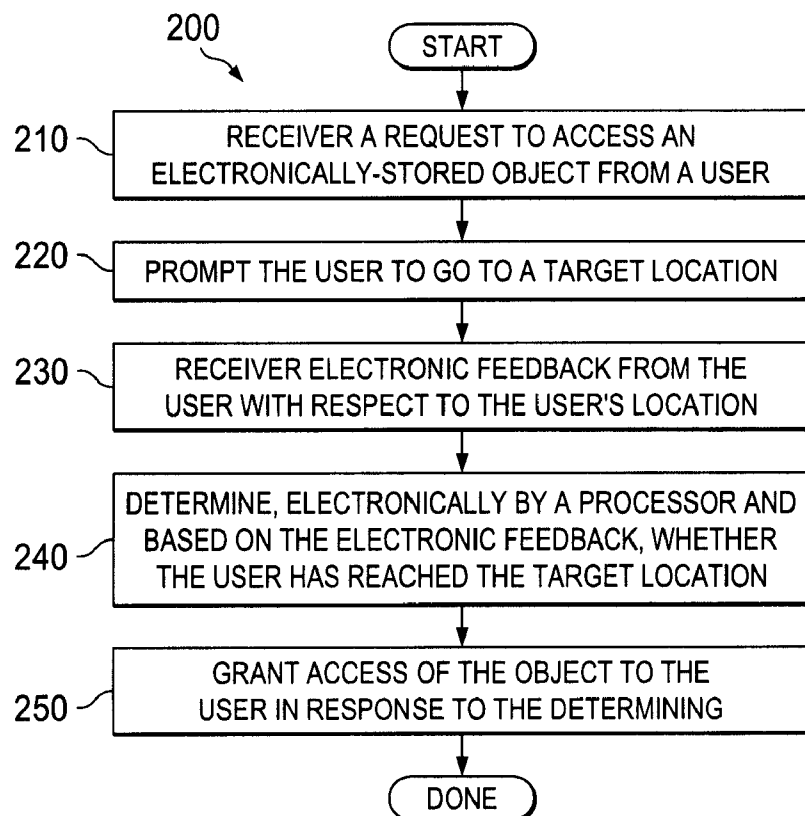 200
START
210
RECEIVER A REQUEST TO ACCESS AN
ELECTRONICALLY-STORED OBJECT FROM A USER
220
PROMPT THE USER TO GO TO A TARGET LOCATION
230
RECEIVER ELECTRONIC FEEDBACK FROM THE
USER WITH RESPECT TO THE USER'S LOCATION
240
DETERMINE, ELECTRONICALLY BY A PROCESSOR AND
BASED ON THE ELECTRONIC FEEDBACK, WHETHER
THE USER HAS REACHED THE TARGET LOCATION
250
GRANT ACCESS OF THE OBJECT TO THE
USER IN RESPONSE TO THE DETERMINING
DONE